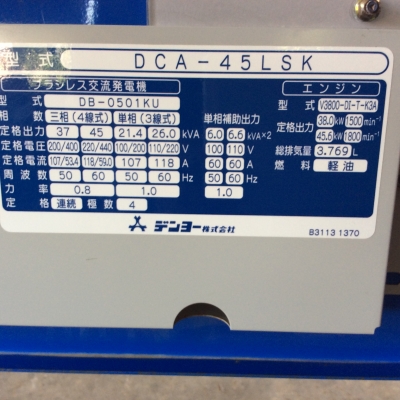 型式 DCA-45LSK
ブラシレス交流発電機 エンジン
型式 DB-0501KU 型式 V3800-DI-T-K3A
相数 三相(4線式) 単相(3線式) 単相補助出力
定格出力 37 45 21.4 26.0 kVA 6.0 6.6 kVA×2 定格出力 38.0 kW 1500 min⁻¹
定格電圧 200/400 220/440 100/200 110/220 V 100 110 V 45.6 kW 1800 min⁻¹
定格電流 107/53.4 118/59.0 107 118 A 60 60 A 総排気量 3.769 L
周波数 50 60 50 60 Hz 50 60 Hz 燃料 軽油
力率 0.8 1.0 1.0
定格 連続 極数 4
デンヨー株式会社
B3113 1370